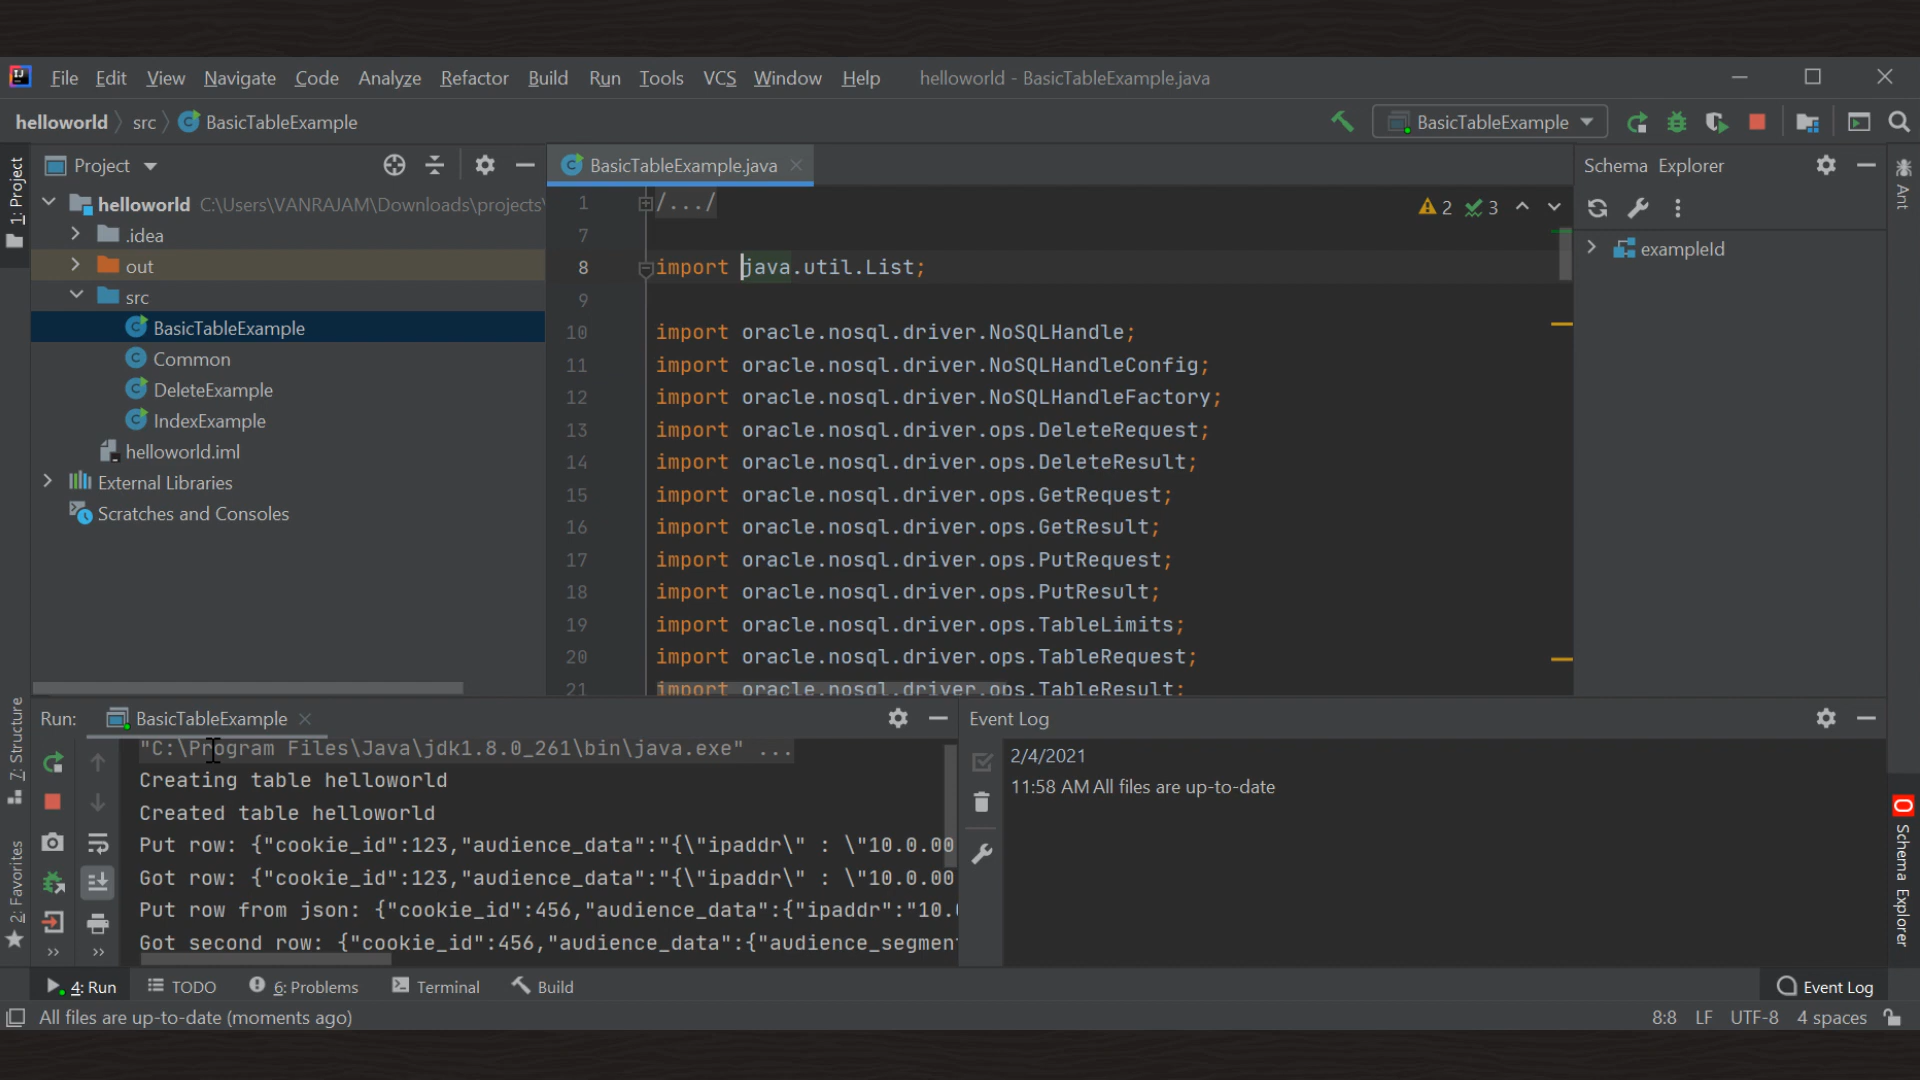 File Edit View Navigate Code Analyze Refactor Build Run Tools VCS Window Help helloworld - BasicTableExample.java
helloworld src BasicTableExample
BasicTableExample
Project
BasicTableExample.java
Schema Explorer
1: Project
Ant
helloworld C:\Users\VANRAJAM\Downloads\projects\
.idea
out
src
BasicTableExample
Common
DeleteExample
IndexExample
helloworld.iml
External Libraries
Scratches and Consoles
2 3
exampleId
1 /.../
7
8 import java.util.List;
9
10 import oracle.nosql.driver.NoSQLHandle;
11 import oracle.nosql.driver.NoSQLHandleConfig;
12 import oracle.nosql.driver.NoSQLHandleFactory;
13 import oracle.nosql.driver.ops.DeleteRequest;
14 import oracle.nosql.driver.ops.DeleteResult;
15 import oracle.nosql.driver.ops.GetRequest;
16 import oracle.nosql.driver.ops.GetResult;
17 import oracle.nosql.driver.ops.PutRequest;
18 import oracle.nosql.driver.ops.PutResult;
19 import oracle.nosql.driver.ops.TableLimits;
20 import oracle.nosql.driver.ops.TableRequest;
21 import oracle.nosql.driver.ops.TableResult;
7: Structure
2: Favorites
Run: BasicTableExample
"C:\Program Files\Java\jdk1.8.0_261\bin\java.exe" ...
Creating table helloworld
Created table helloworld
Put row: {"cookie_id":123,"audience_data":"{\"ipaddr\" : \"10.0.00
Got row: {"cookie_id":123,"audience_data":"{\"ipaddr\" : \"10.0.00
Put row from json: {"cookie_id":456,"audience_data":{"ipaddr":"10.
Got second row: {"cookie_id":456,"audience_data":{"audience_segmen
Event Log
2/4/2021
11:58 AM All files are up-to-date
Schema Explorer
4: Run TODO 6: Problems Terminal Build Event Log
All files are up-to-date (moments ago) 8:8 LF UTF-8 4 spaces